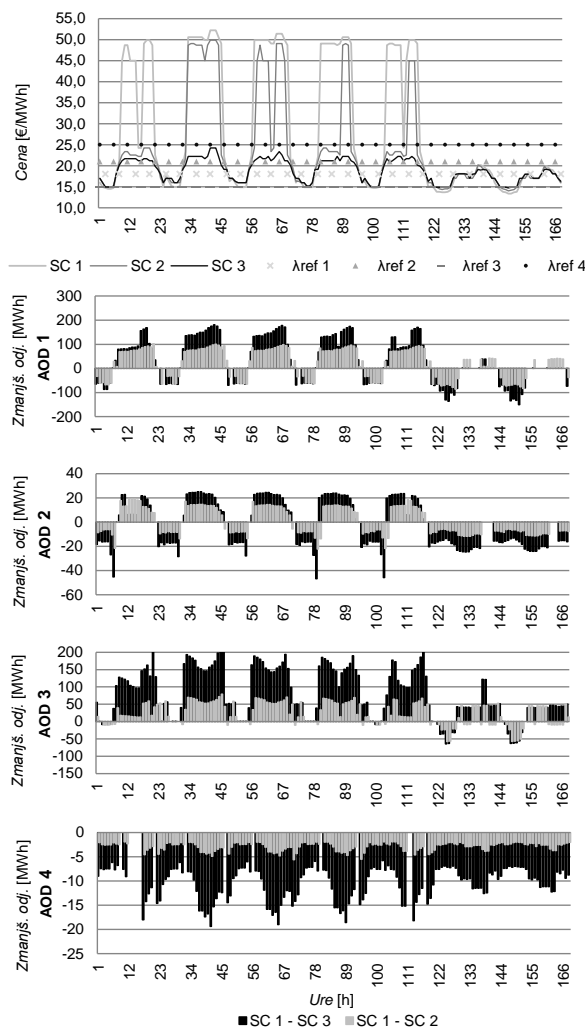 Cena [€/MWh]
55,0
50,0
45,0
40,0
35,0
30,0
25,0
20,0
15,0
10,0
1 12 23 34 45 56 67 78 89 100 111 122 133 144 155 166
SC 1 SC 2 SC 3 λref 1 λref 2 λref 3 λref 4
Zmanjš. odj. [MWh]
AOD 1
300
200
100
0
-100
-200
1 12 23 34 45 56 67 78 89 100 111 122 133 144 155 166
Zmanjš. odj. [MWh]
AOD 2
40
20
0
-20
-40
-60
1 12 23 34 45 56 67 78 89 100 111 122 133 144 155 166
Zmanjš. odj. [MWh]
AOD 3
200
150
100
50
0
-50
-100
-150
1 12 23 34 45 56 67 78 89 100 111 122 133 144 155 166
Zmanjš. odj. [MWh]
AOD 4
0
-5
-10
-15
-20
-25
1 12 23 34 45 56 67 78 89 100 111 122 133 144 155 166
Ure [h]
SC 1 - SC 3 SC 1 - SC 2